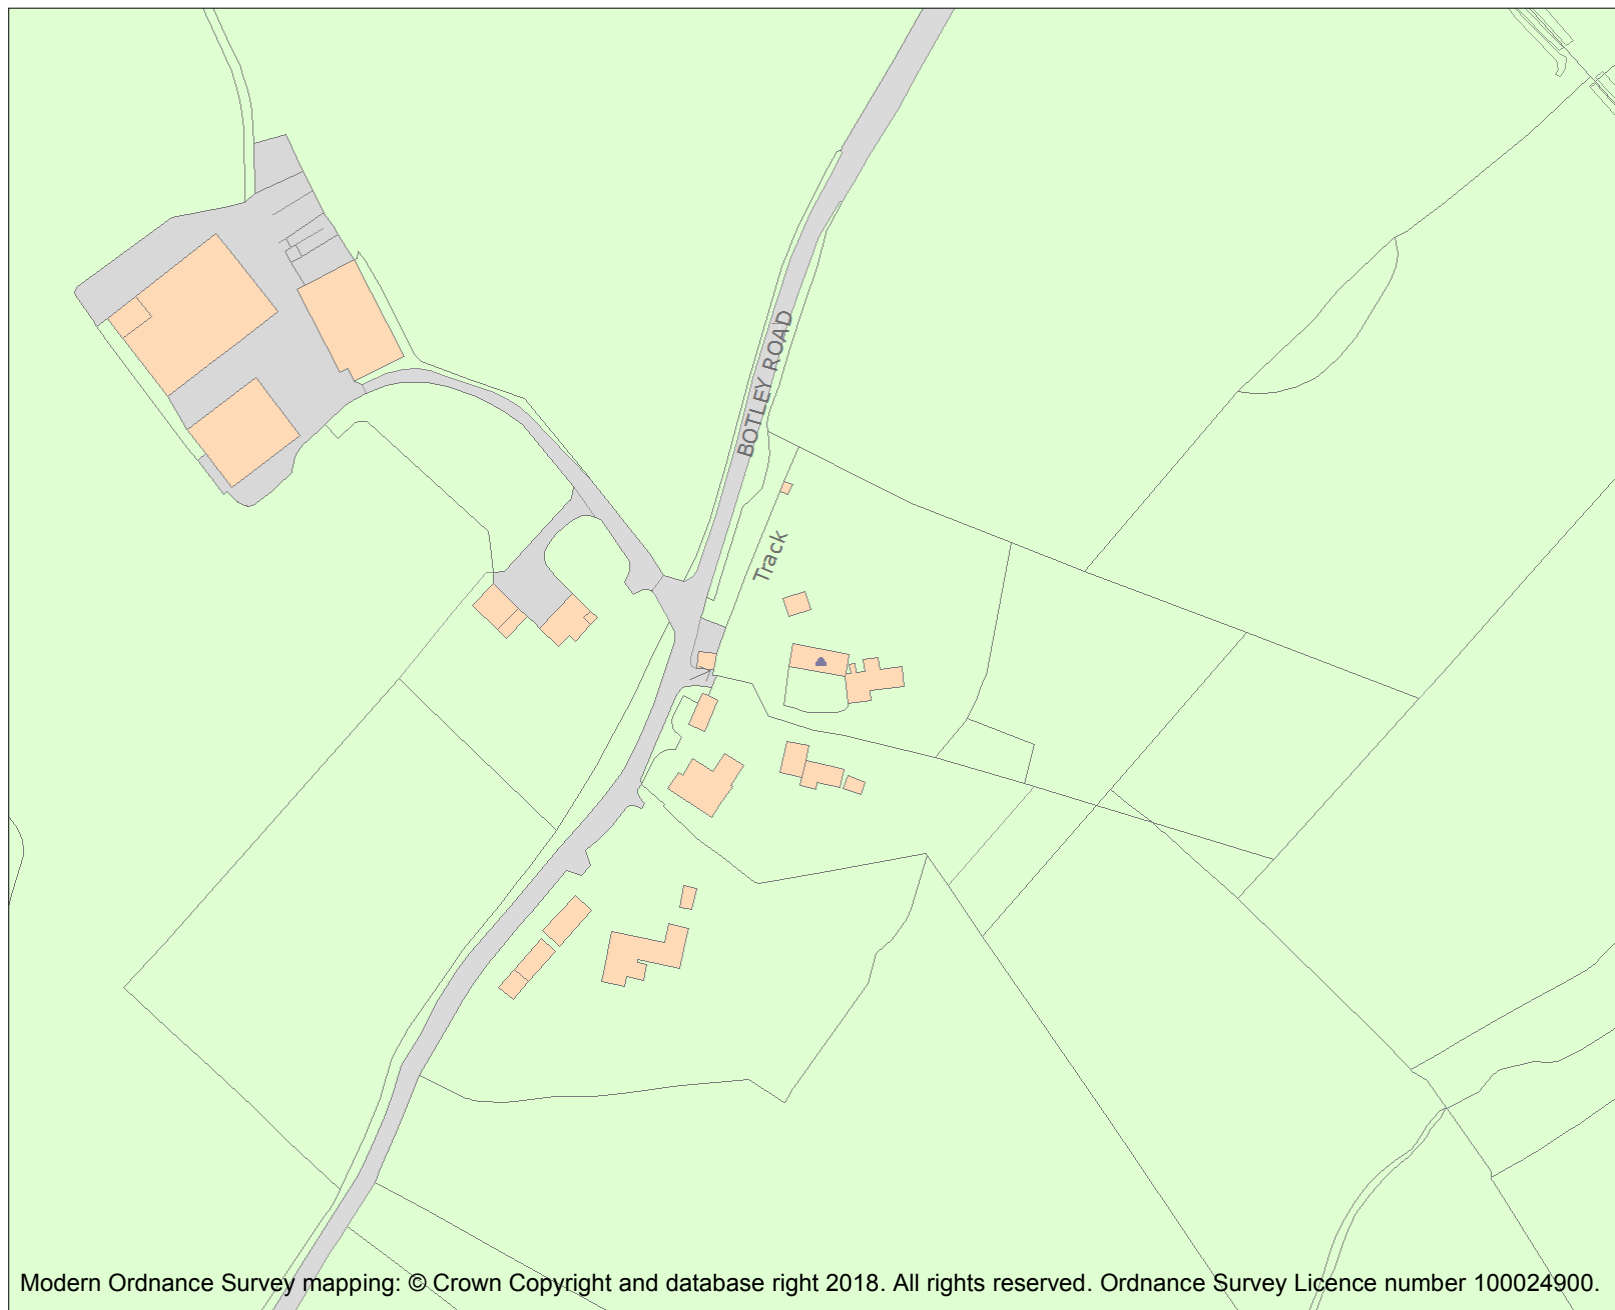 BOTLEY ROAD
Track
Modern Ordnance Survey mapping: © Crown Copyright and database right 2018. All rights reserved. Ordnance Survey Licence number 100024900.